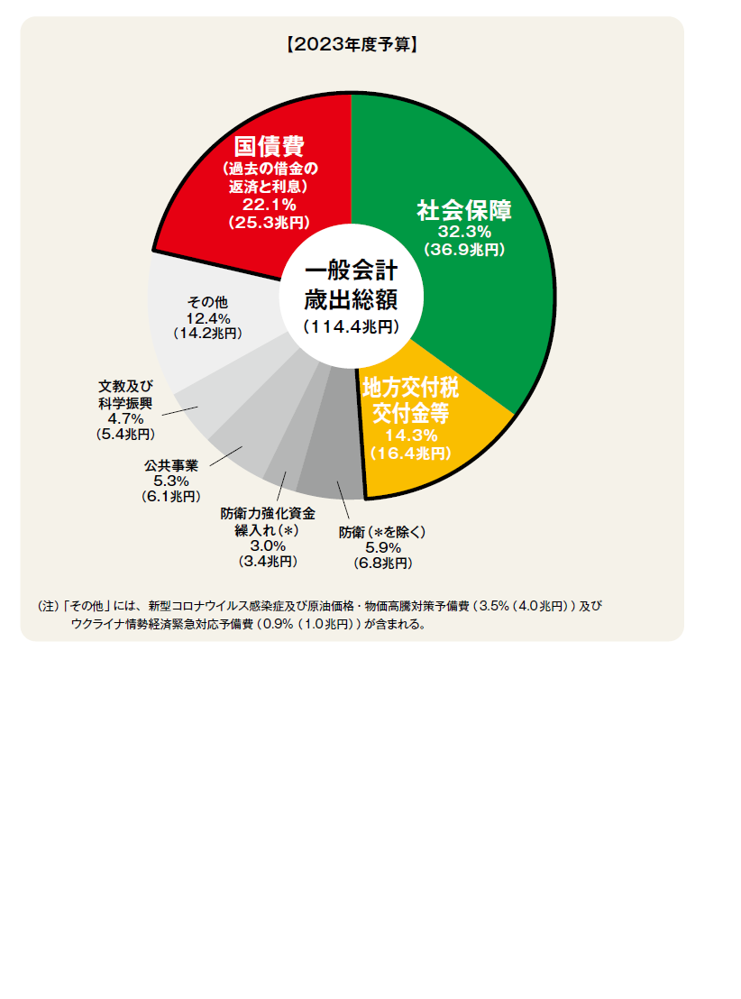 【2023年度予算】
国債費
（過去の借金の
返済と利息）
22.1%
（25.3兆円）
社会保障
32.3%
（36.9兆円）
一般会計
歳出総額
（114.4兆円）
その他
12.4%
（14.2兆円）
地方交付税
交付金等
14.3%
（16.4兆円）
文教及び
科学振興
4.7%
（5.4兆円）
公共事業
5.3%
（6.1兆円）
防衛力強化資金
繰入れ（＊）
3.0%
（3.4兆円）
防衛（＊を除く）
5.9%
（6.8兆円）
（注）「その他」には、新型コロナウイルス感染症及び原油価格・物価高騰対策予備費（3.5%（4.0兆円））及び
ウクライナ情勢経済緊急対応予備費（0.9%（1.0兆円））が含まれる。